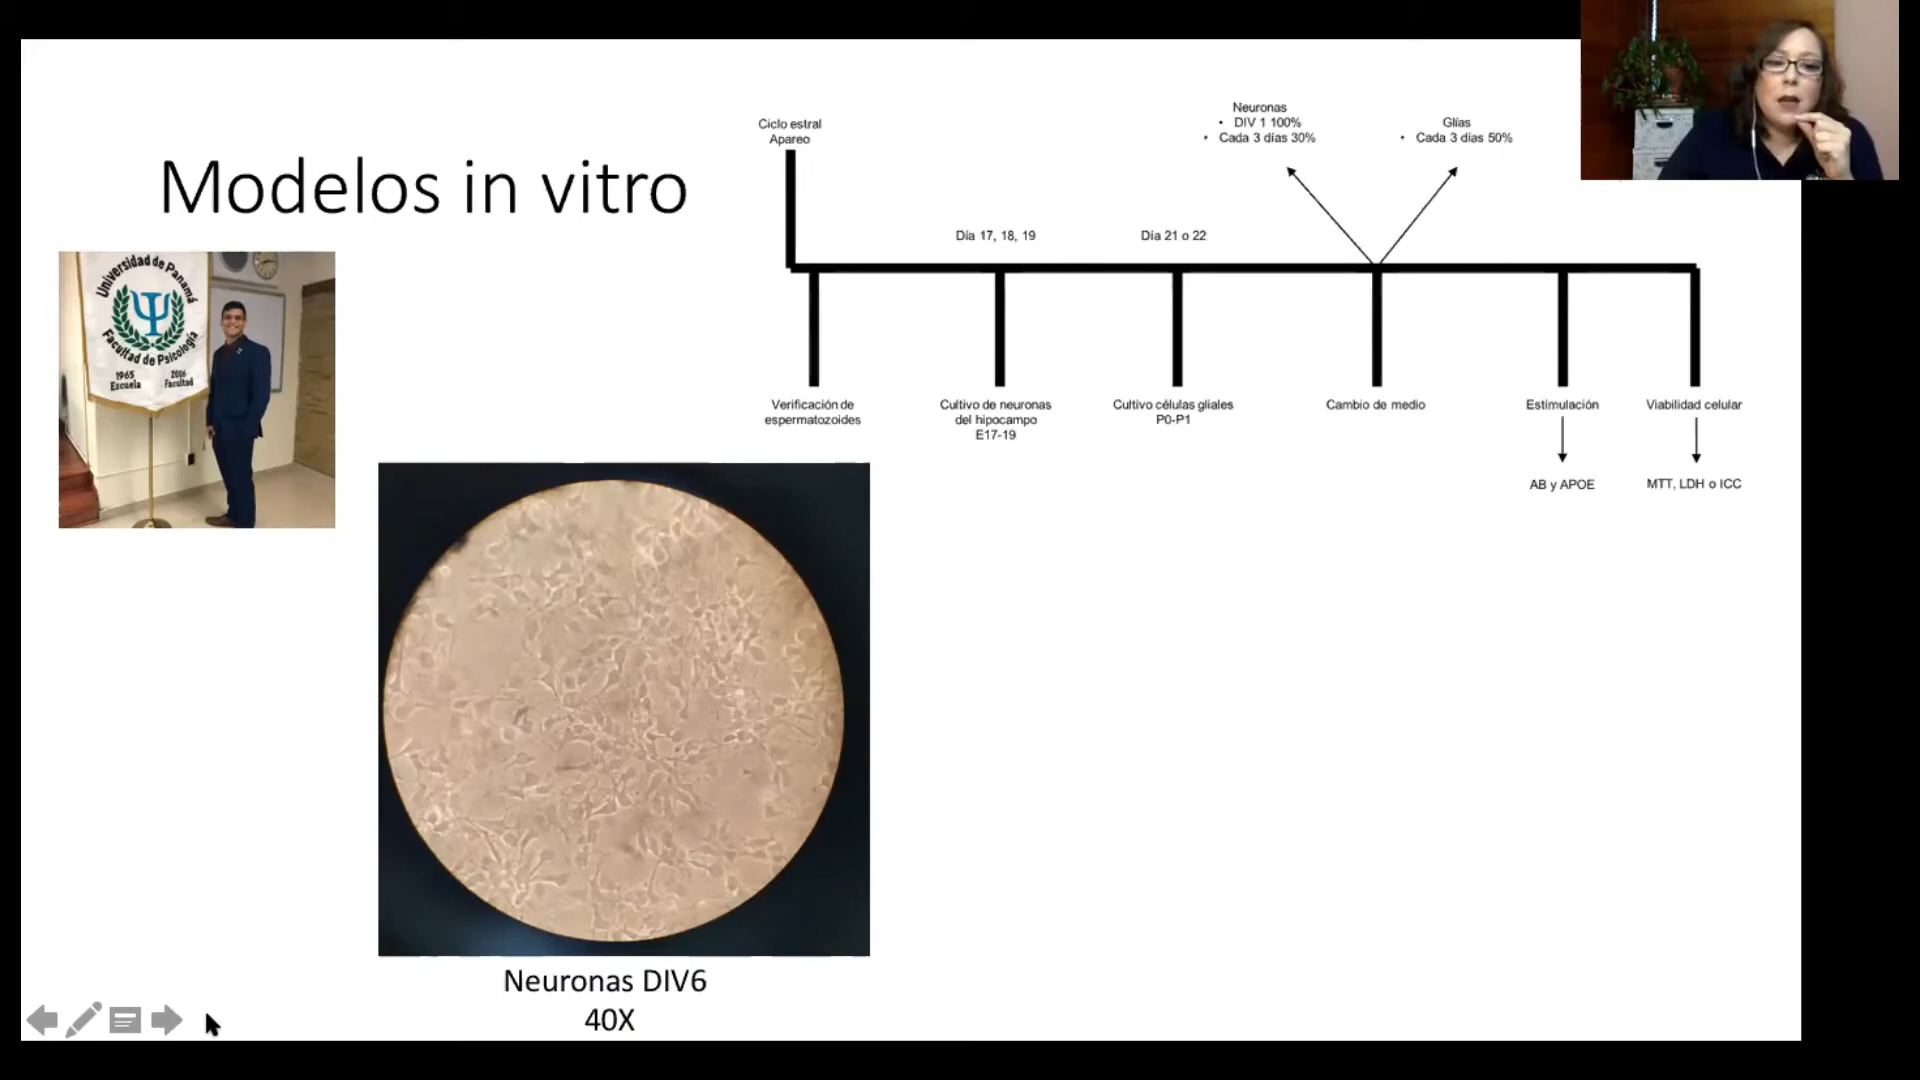 Modelos in vitro
Universidad de Panamá
Facultad de Psicología
1965
Escuela
2006
Facultad
Ciclo estral
Apareo
Neuronas
• DIV 1 100%
• Cada 3 días 30%
Glías
• Cada 3 días 50%
Día 17, 18, 19
Día 21 o 22
Verificación de
espermatozoides
Cultivo de neuronas
del hipocampo
E17-19
Cultivo células gliales
P0-P1
Cambio de medio
Estimulación
AB y APOE
Viabilidad celular
MTT, LDH o ICC
Neuronas DIV6
40X